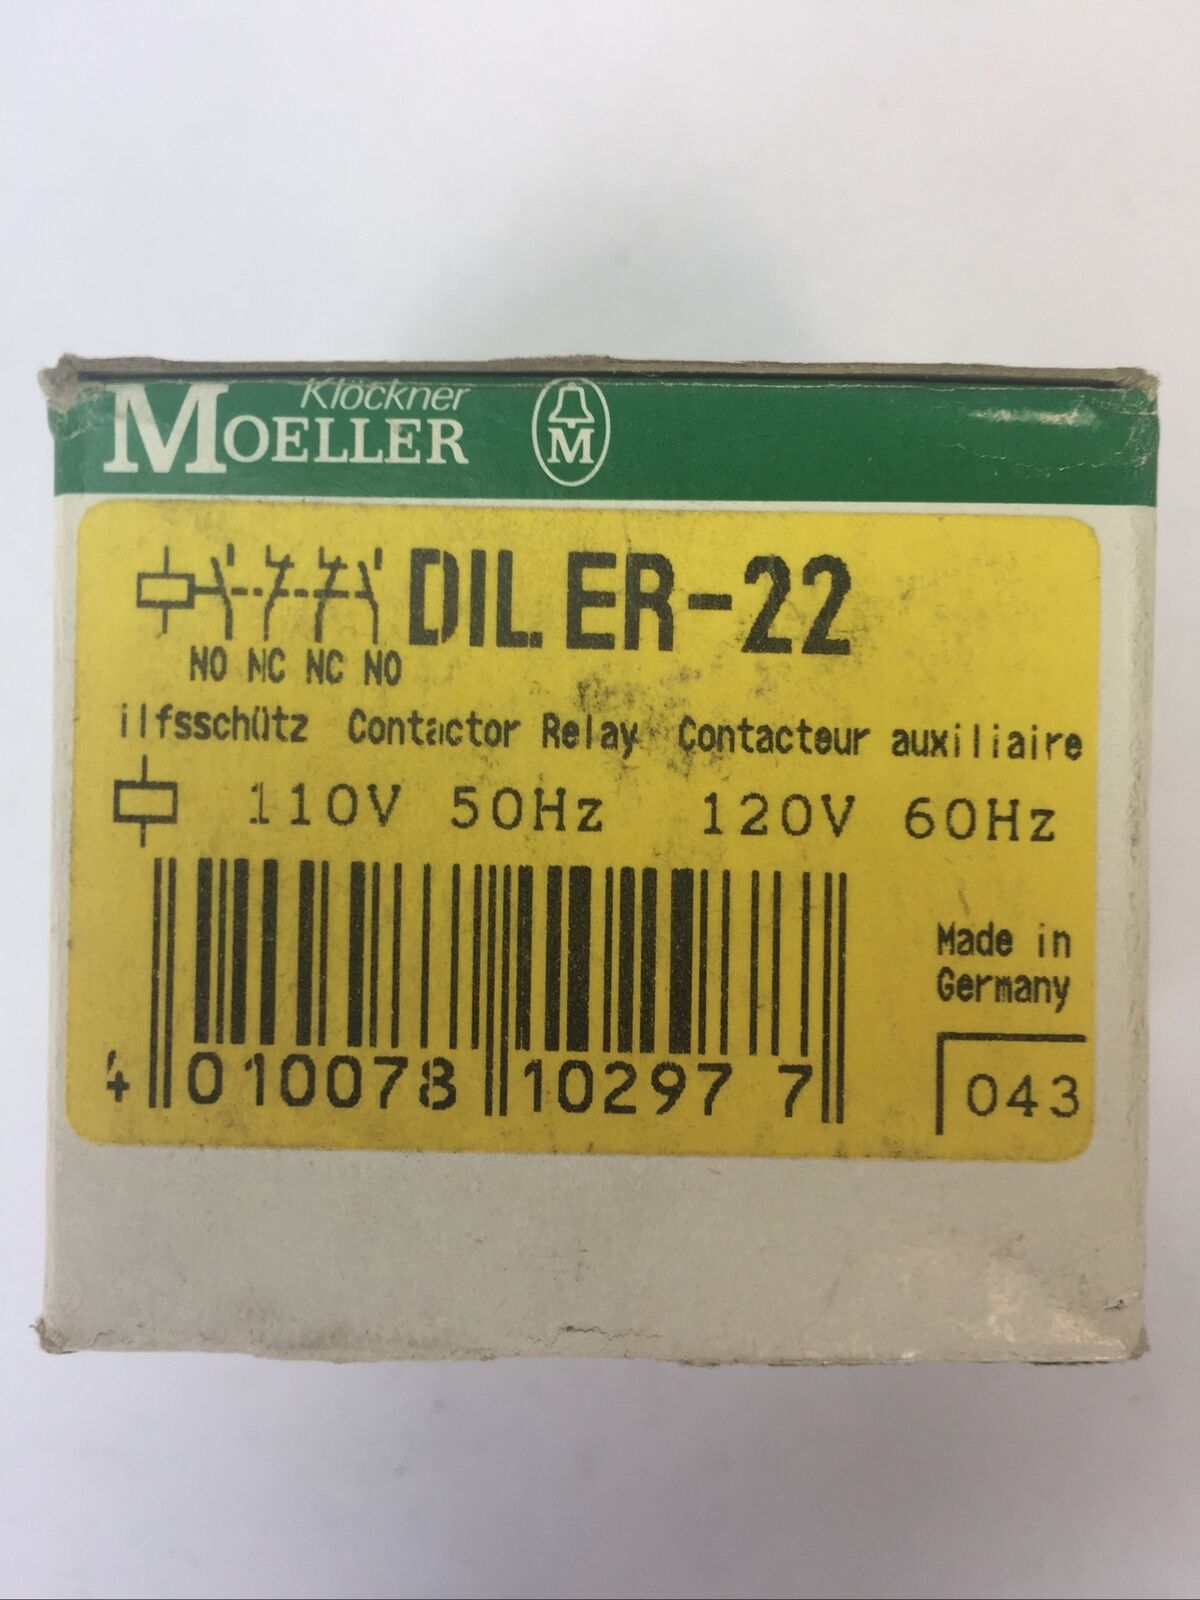 Klöckner
MOELLER
M
DIL ER-22
NO NC NC NO
ilfsschütz Contactor Relay Contacteur auxiliaire
110V 50Hz 120V 60Hz
Made in
Germany
4 010078 10297 7
043